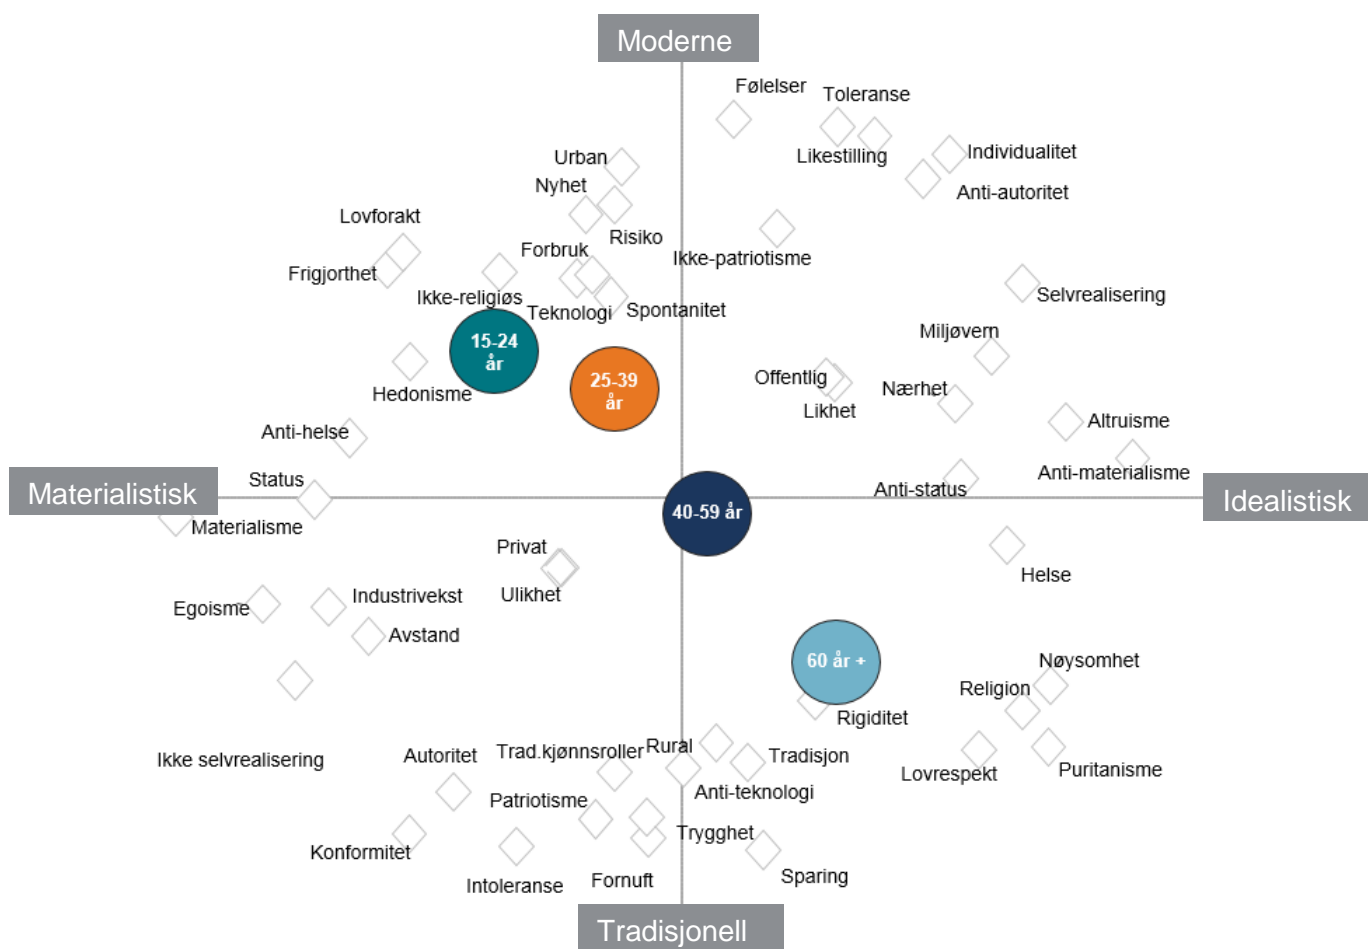 Moderne
Følelser
Toleranse
Urban
Likestilling
Individualitet
Nyhet
Anti-autoritet
Lovforakt
Risiko
Forbruk
Ikke-patriotisme
Frigjorthet
Ikke-religiøs
Selvrealisering
Teknologi
Spontanitet
Miljøvern
15-24
år
25-39
år
Offentlig
Nærhet
Hedonisme
Likhet
Altruisme
Anti-helse
Anti-materialisme
Status
Anti-status
Materialistisk
Idealistisk
40-59 år
Materialisme
Privat
Helse
Ulikhet
Industrivekst
Egoisme
Avstand
60 år +
Nøysomhet
Religion
Rigiditet
Rural
Trad.kjønnsroller
Autoritet
Tradisjon
Ikke selvrealisering
Puritanisme
Lovrespekt
Anti-teknologi
Patriotisme
Trygghet
Konformitet
Sparing
Fornuft
Intoleranse
Tradisjonell